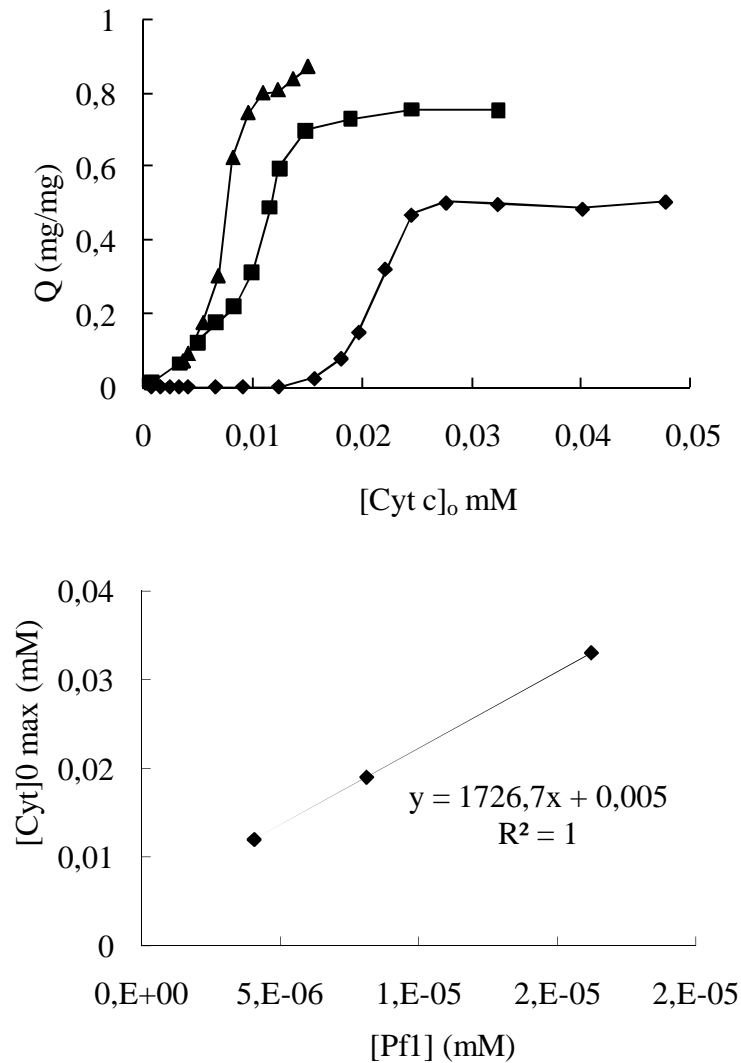 1
0,8
0,6
0,4
0,2
0
Q (mg/mg)
0 0,01 0,02 0,03 0,04 0,05
[Cyt c]o mM
0,04
0,03
0,02
0,01
0
[Cyt]0 max (mM)
y = 1726,7x + 0,005
R² = 1
0,E+00 5,E-06 1,E-05 2,E-05 2,E-05
[Pf1] (mM)